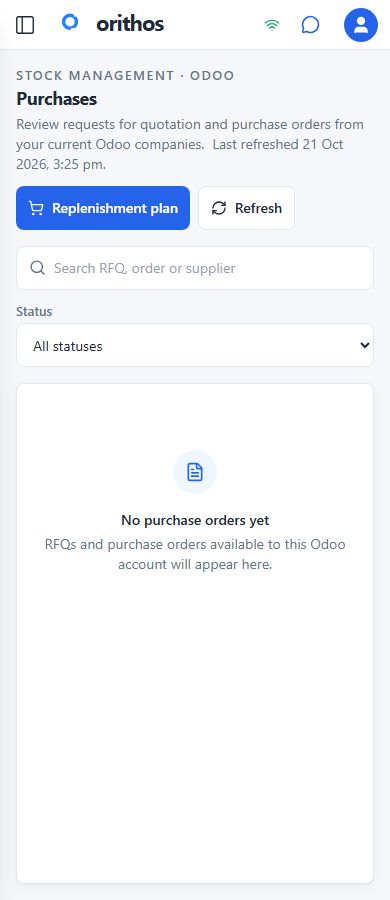 orithos
STOCK MANAGEMENT · ODOO
Purchases
Review requests for quotation and purchase orders from
your current Odoo companies. Last refreshed 21 Oct
2026, 3:25 pm.
Replenishment plan
Refresh
Search RFQ, order or supplier
Status
All statuses
No purchase orders yet
RFQs and purchase orders available to this Odoo
account will appear here.